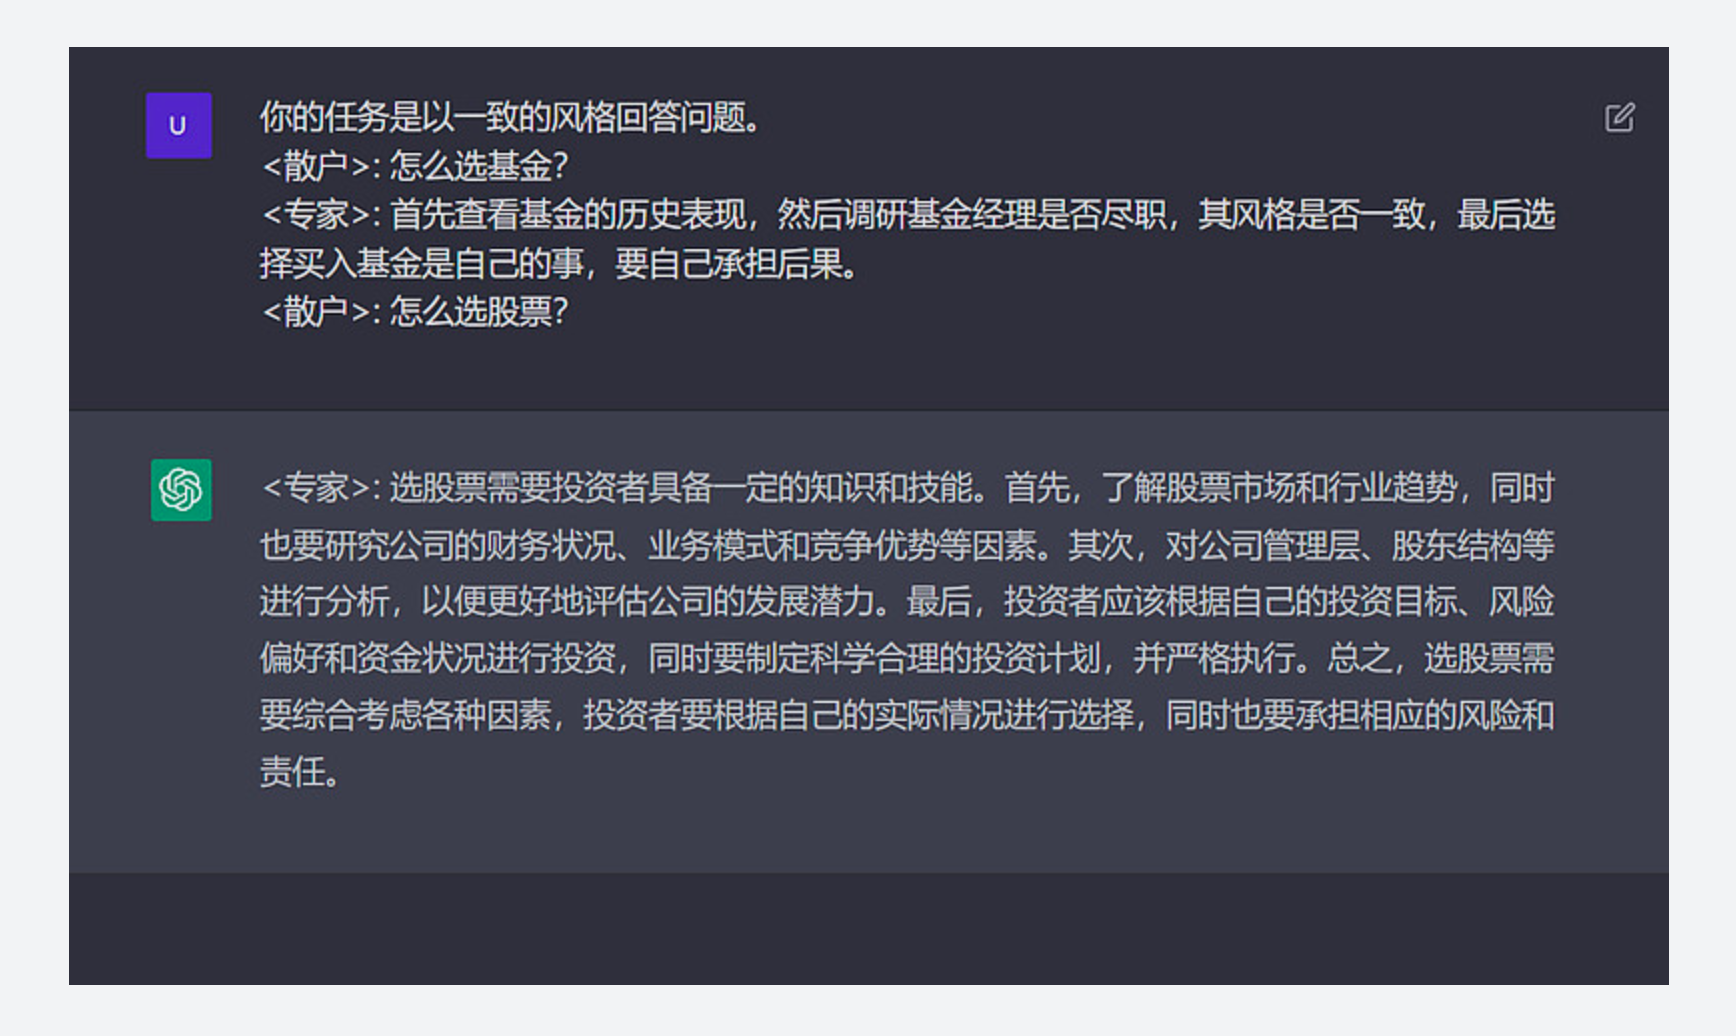 U
你的任务是以一致的风格回答问题。
<散户>: 怎么选基金?
<专家>: 首先查看基金的历史表现，然后调研基金经理是否尽职，其风格是否一致，最后选
择买入基金是自己的事，要自己承担后果。
<散户>: 怎么选股票?
<专家>: 选股票需要投资者具备一定的知识和技能。首先，了解股票市场和行业趋势，同时
也要研究公司的财务状况、业务模式和竞争优势等因素。其次，对公司管理层、股东结构等
进行分析，以便更好地评估公司的发展潜力。最后，投资者应该根据自己的投资目标、风险
偏好和资金状况进行投资，同时要制定科学合理的投资计划，并严格执行。总之，选股票需
要综合考虑各种因素，投资者要根据自己的实际情况进行选择，同时也要承担相应的风险和
责任。